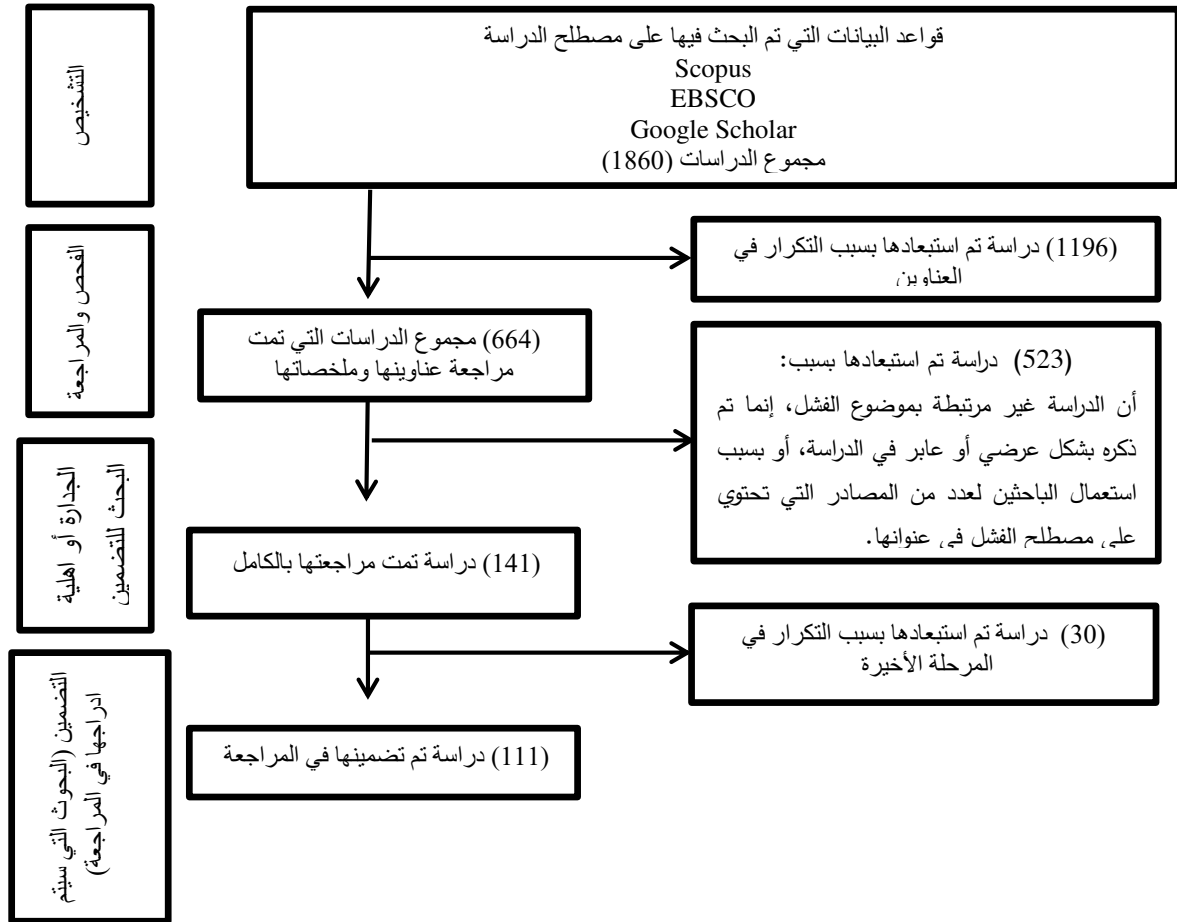 التشخيص
قواعد البيانات التي تم البحث فيها على مصطلح الدراسة
Scopus
EBSCO
Google Scholar
مجموع الدراسات (1860)
الفحص والمراجعة
(1196) دراسة تم استبعادها بسبب التكرار في
العناوين
(664) مجموع الدراسات التي تمت
مراجعة عناوينها وملخصاتها
(523) دراسة تم استبعادها بسبب:
أن الدراسة غير مرتبطة بموضوع الفشل، إنما تم
ذكره بشكل عرضي أو عابر في الدراسة، أو بسبب
استعمال الباحثين لعدد من المصادر التي تحتوي
على مصطلح الفشل في عنوانها.
الجدارة أو اهلية
البحث للتضمين
(141) دراسة تمت مراجعتها بالكامل
(30) دراسة تم استبعادها بسبب التكرار في
المرحلة الأخيرة
التضمين (البحوث التي سيتم
ادراجها في المراجعة)
(111) دراسة تم تضمينها في المراجعة